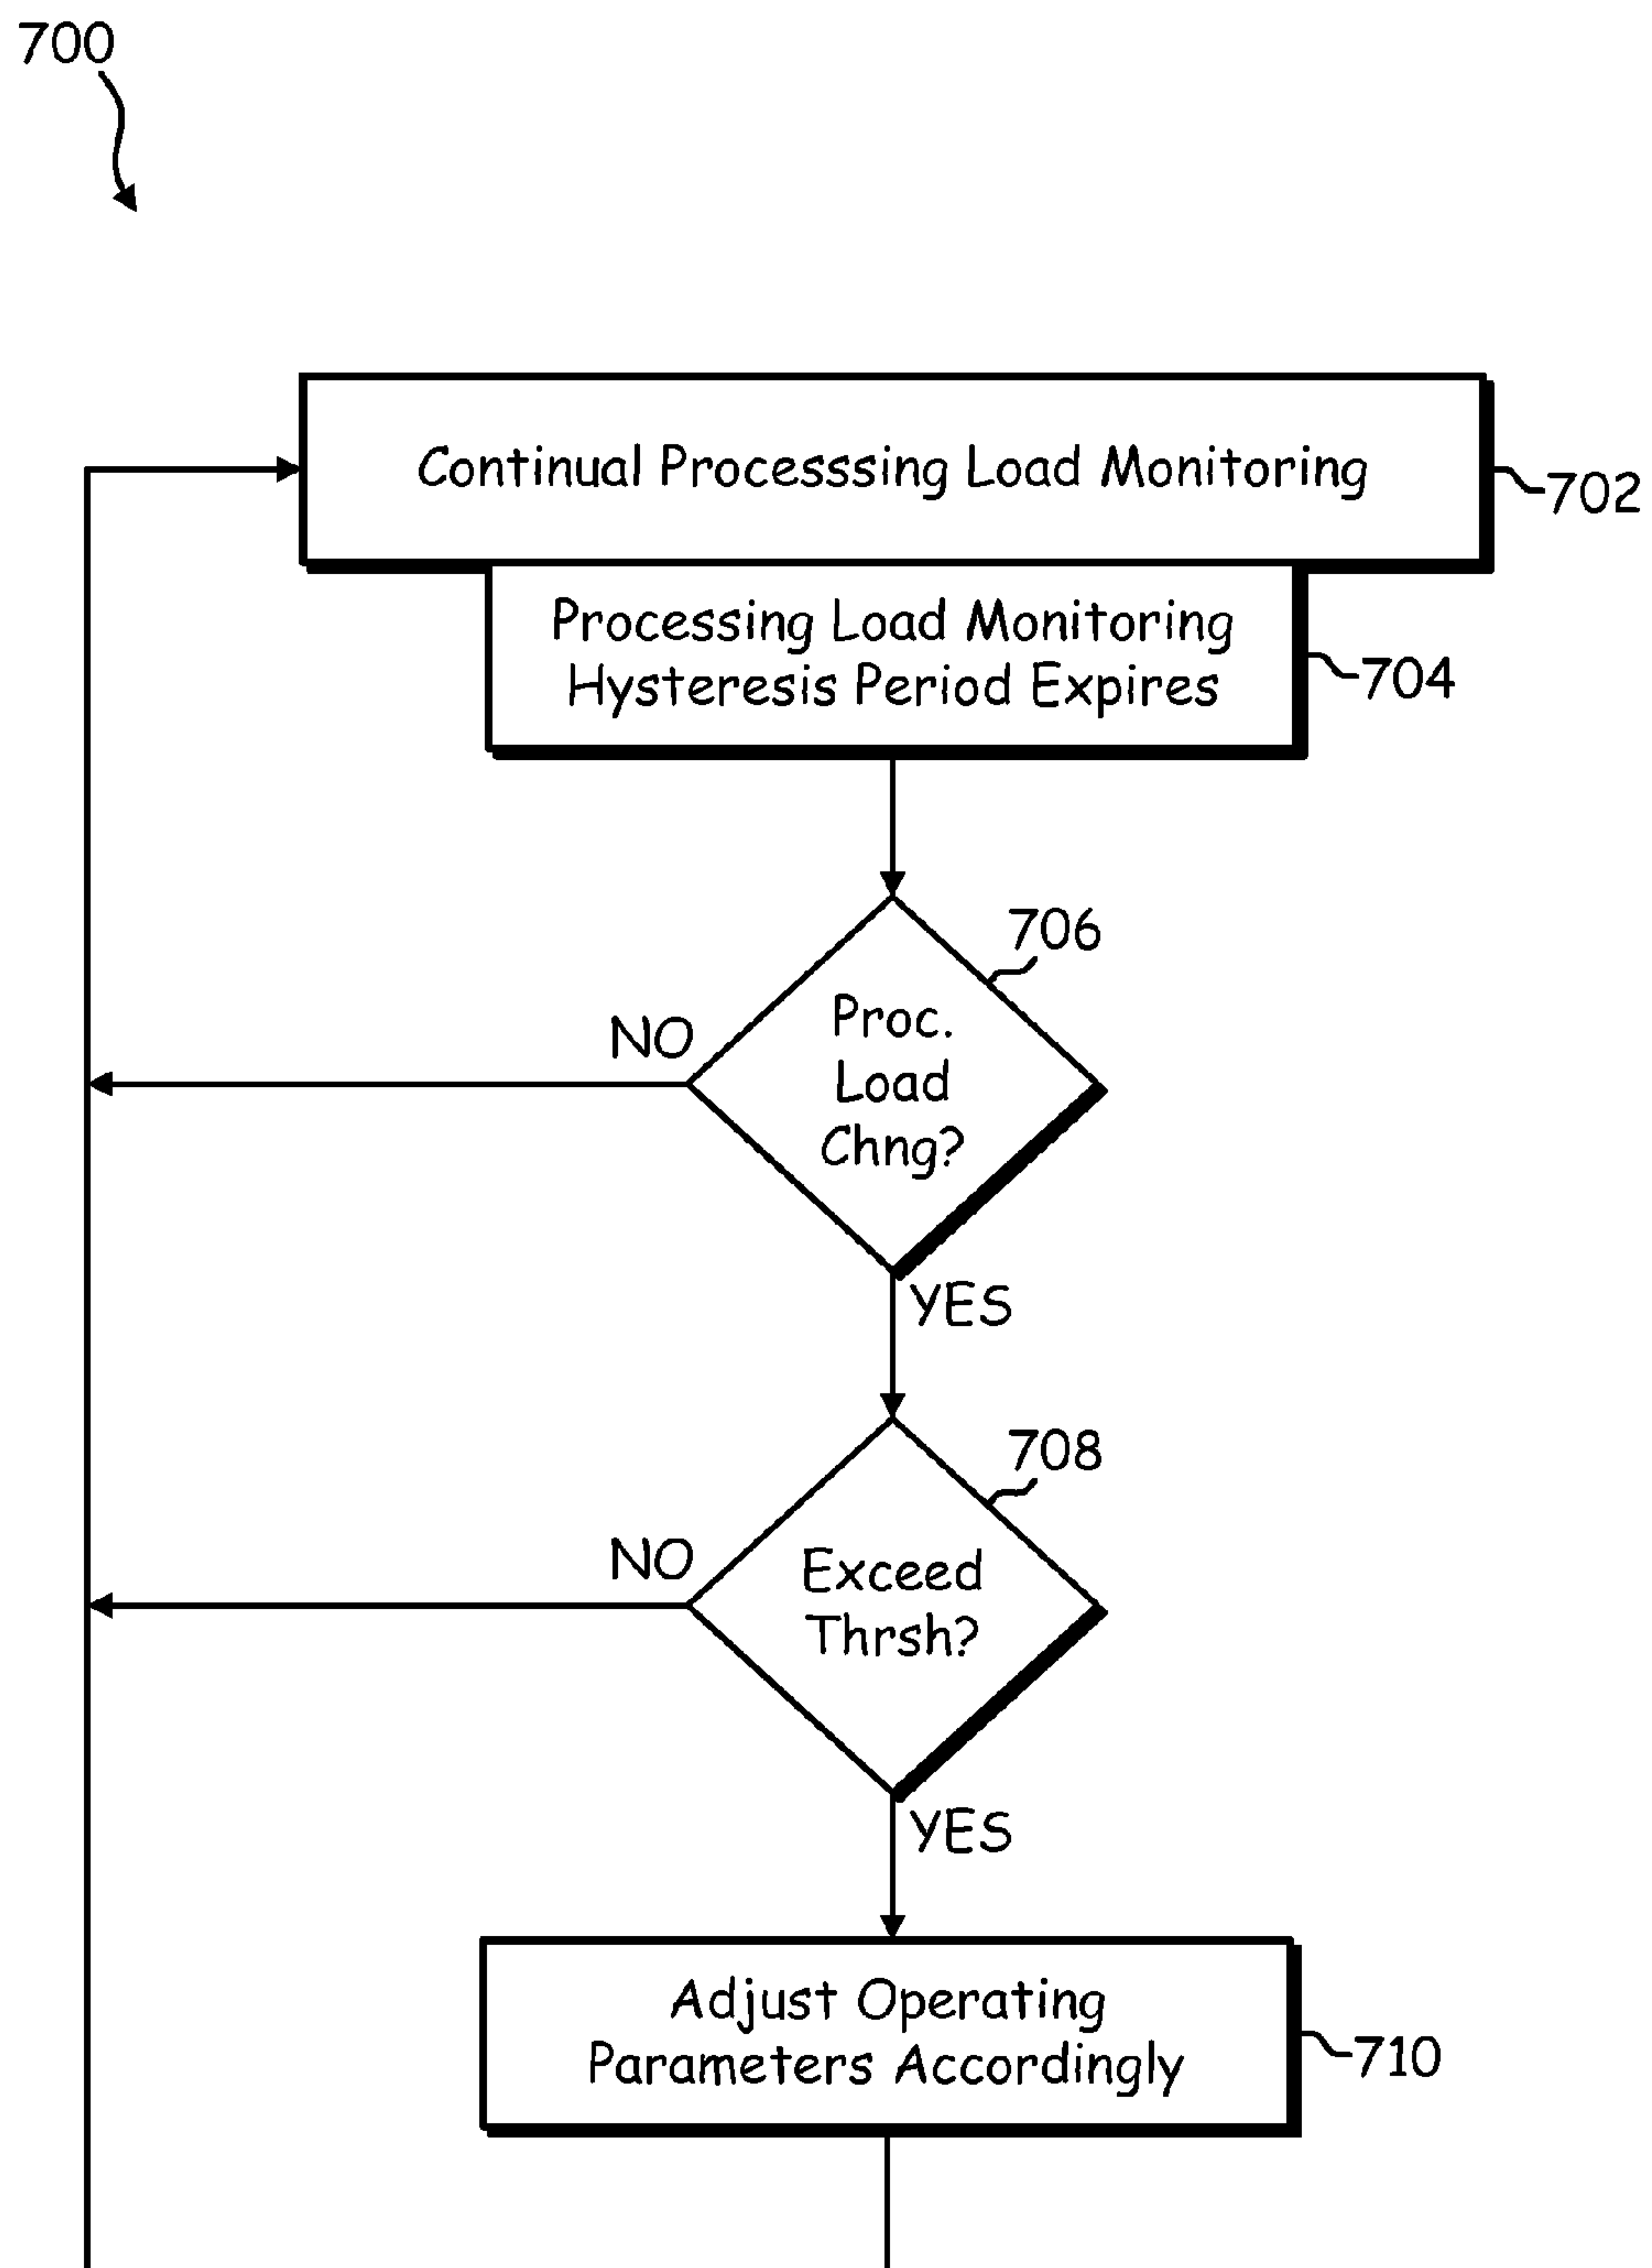 700
Continual Processsing Load Monitoring
702
Processing Load Monitoring
Hysteresis Period Expires
704
706
Proc.
Load
Chng?
NO
YES
708
Exceed
Thrsh?
NO
YES
Adjust Operating
Parameters Accordingly
710